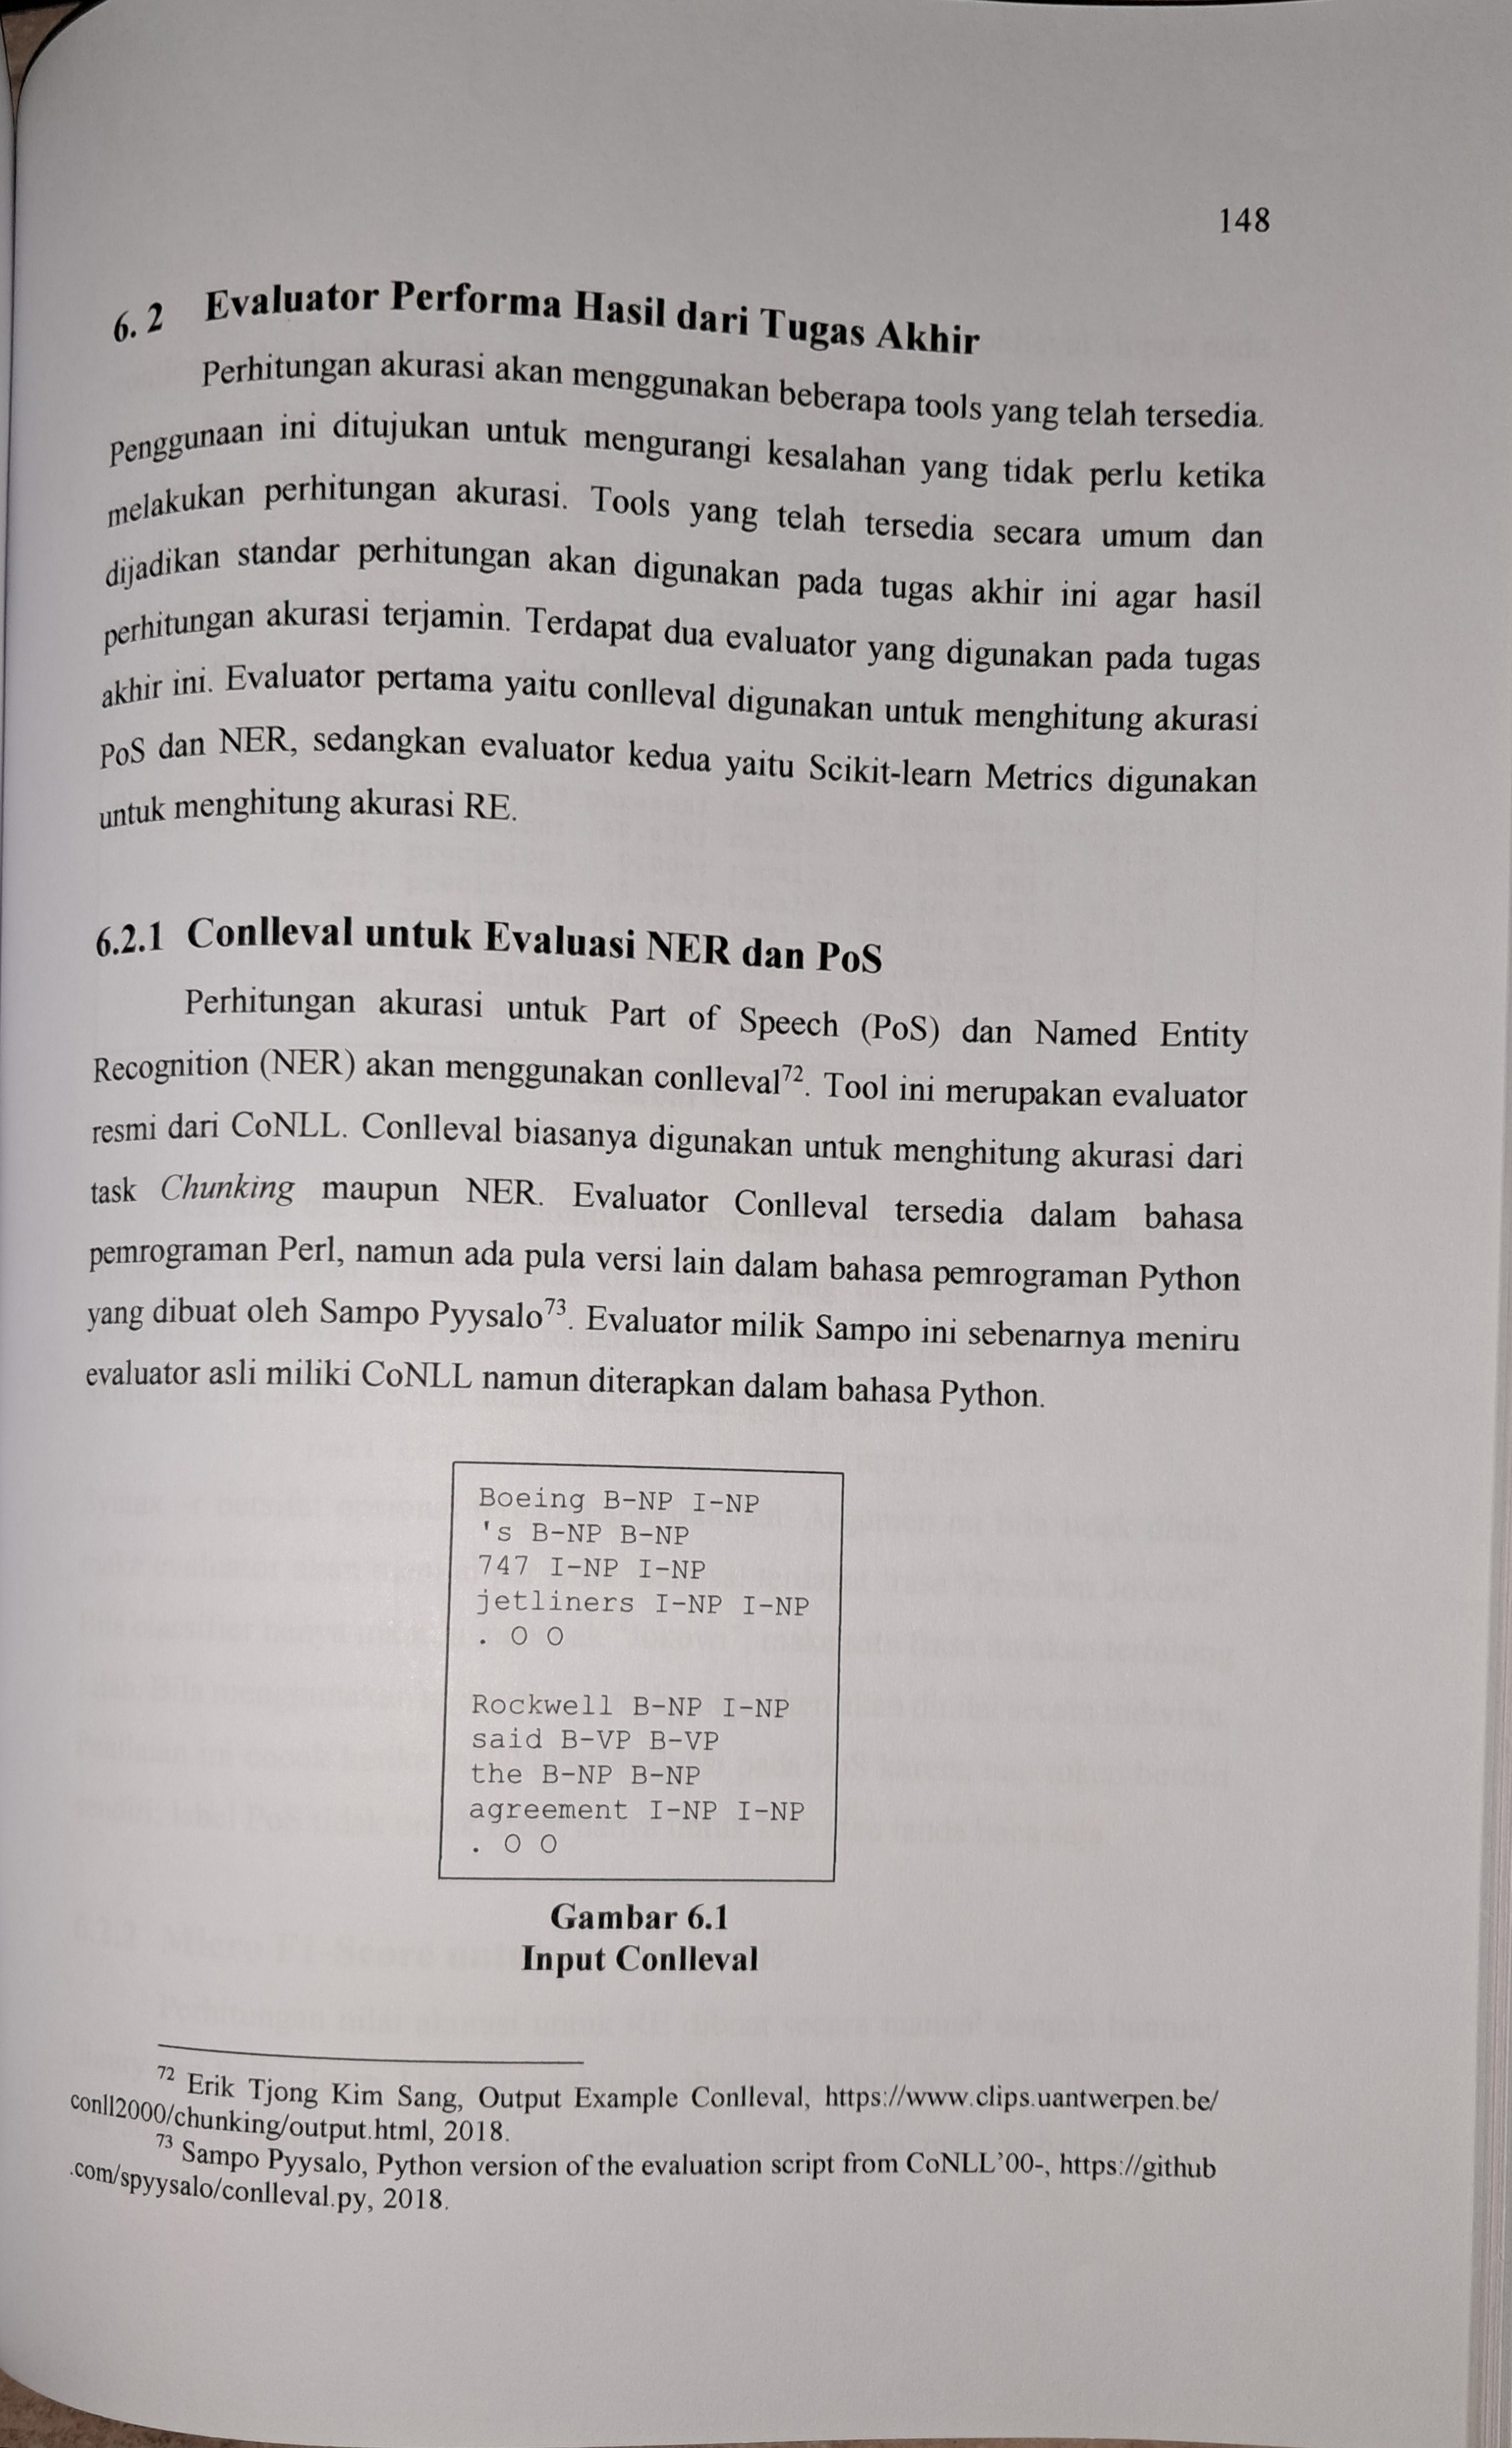 148
6. 2 Evaluator Performa Hasil dari Tugas Akhir
Perhitungan akurasi akan menggunakan beberapa tools yang telah tersedia.
Penggunaan ini ditujukan untuk mengurangi kesalahan yang tidak perlu ketika
melakukan perhitungan akurasi. Tools yang telah tersedia secara umum dan
dijadikan standar perhitungan akan digunakan pada tugas akhir ini agar hasil
perhitungan akurasi terjamin. Terdapat dua evaluator yang digunakan pada tugas
akhir ini. Evaluator pertama yaitu conlleval digunakan untuk menghitung akurasi
PoS dan NER, sedangkan evaluator kedua yaitu Scikit-learn Metrics digunakan
untuk menghitung akurasi RE.
6.2.1 Conlleval untuk Evaluasi NER dan PoS
Perhitungan akurasi untuk Part of Speech (PoS) dan Named Entity
Recognition (NER) akan menggunakan conlleval72. Tool ini merupakan evaluator
resmi dari CoNLL. Conlleval biasanya digunakan untuk menghitung akurasi dari
task Chunking maupun NER. Evaluator Conlleval tersedia dalam bahasa
pemrograman Perl, namun ada pula versi lain dalam bahasa pemrograman Python
yang dibuat oleh Sampo Pyysalo73. Evaluator milik Sampo ini sebenarnya meniru
evaluator asli miliki CoNLL namun diterapkan dalam bahasa Python.
Boeing B-NP I-NP
's B-NP B-NP
747 I-NP I-NP
jetliners I-NP I-NP
. O O
Rockwell B-NP I-NP
said B-VP B-VP
the B-NP B-NP
agreement I-NP I-NP
. O O
Gambar 6.1
Input Conlleval
72 Erik Tjong Kim Sang, Output Example Conlleval, https://www.clips.uantwerpen.be/
conll2000/chunking/output.html, 2018.
73 Sampo Pyysalo, Python version of the evaluation script from CoNLL'00-, https://github
.com/spyysalo/conlleval.py, 2018.